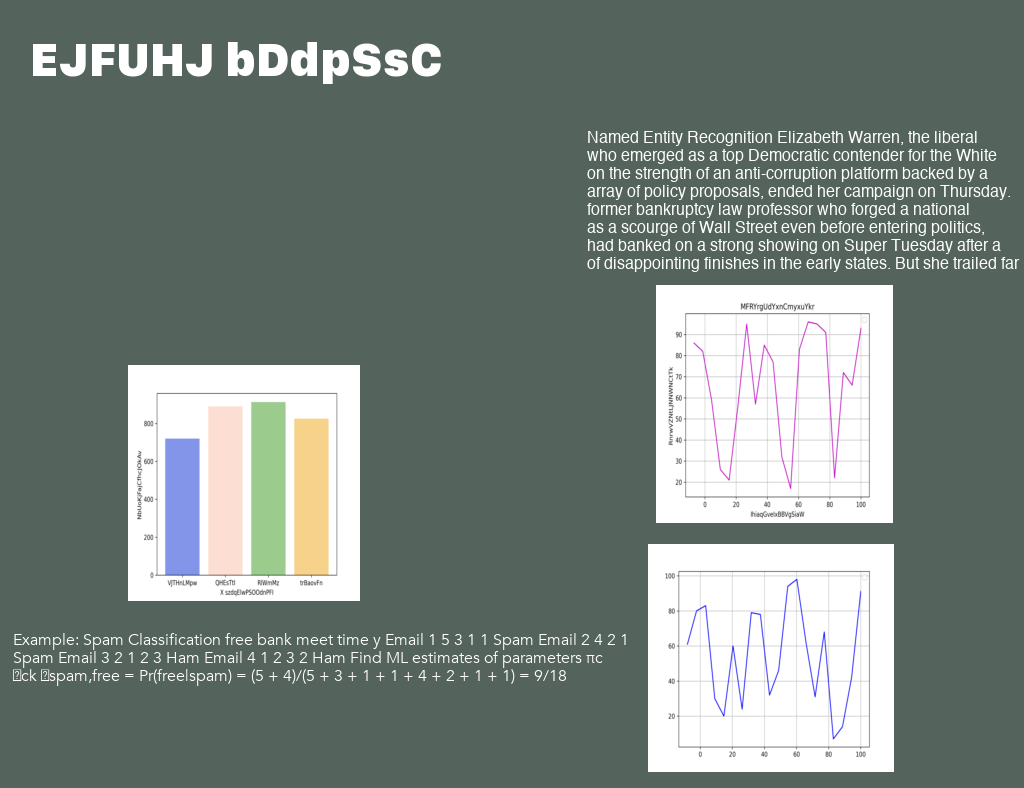 EJFUHJ bDdpSsC
Named Entity Recognition Elizabeth Warren, the liberal
who emerged as a top Democratic contender for the White
on the strength of an anti-corruption platform backed by a
array of policy proposals, ended her campaign on Thursday.
former bankruptcy law professor who forged a national
as a scourge of Wall Street even before entering politics,
had banked on a strong showing on Super Tuesday after a
of disappointing finishes in the early states. But she trailed far
MFRYrgUdYxnCmyxuYkr
90
80
70
60
50
40
30
20
0 20 40 60 80 100
800
600
400
200
0
VJTHnLMpw QHEsTtI RlWmMz trBaovFn
X szdqElwPSOOdnPFI
100
80
60
40
20
0 20 40 60 80 100
Example: Spam Classification free bank meet time y Email 1 5 3 1 1 Spam Email 2 4 2 1
Spam Email 3 2 1 2 3 Ham Email 4 1 2 3 2 Ham Find ML estimates of parameters πc
ck spam,free = Pr(free|spam) = (5 + 4)/(5 + 3 + 1 + 1 + 4 + 2 + 1 + 1) = 9/18